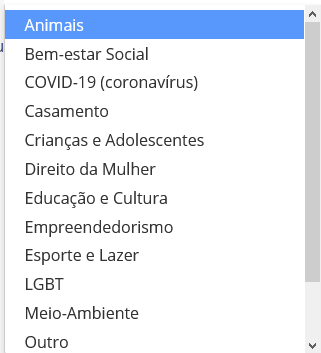 Animais
Bem-estar Social
COVID-19 (coronavírus)
Casamento
Crianças e Adolescentes
Direito da Mulher
Educação e Cultura
Empreendedorismo
Esporte e Lazer
LGBT
Meio-Ambiente
Outro